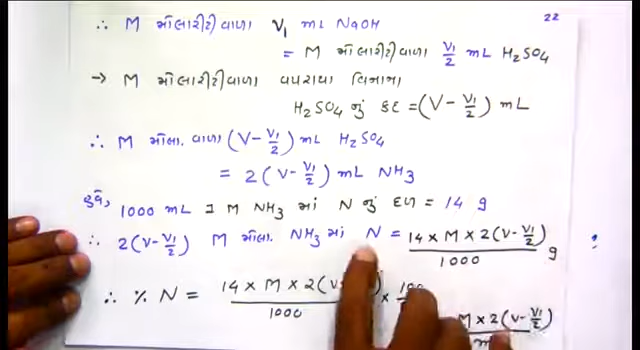 22
∴ M મોલારીટીવાળા V₁ mL NaOH
= M મોલારીટીવાળા V₁/2 mL H₂SO₄
→ M મોલારીટીવાળા વપરાયા વિનાના
H₂SO₄ નું કદ = (V - V₁/2) mL
∴ M મોલા. વાળા (V - V₁/2) mL H₂SO₄
= 2(V - V₁/2) mL NH₃
હવે, 1000 mL 1 M NH₃ માં N નું દળ = 14 g
∴ 2(V - V₁/2) M મોલા. NH₃ માં N = 14 × M × 2(V - V₁/2) / 1000 g
∴ % N = 14 × M × 2(V / 1000 ×
M × 2(V - V₁/2)